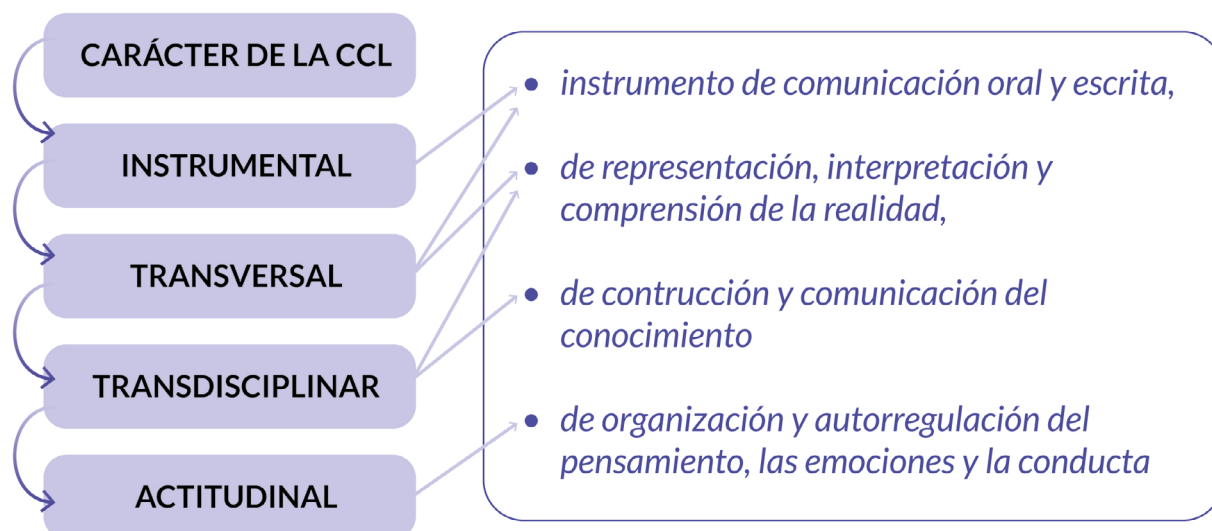 CARÁCTER DE LA CCL
INSTRUMENTAL
TRANSVERSAL
TRANSDISCIPLINAR
ACTITUDINAL
• instrumento de comunicación oral y escrita,
• de representación, interpretación y
comprensión de la realidad,
• de contrucción y comunicación del
conocimiento
• de organización y autorregulación del
pensamiento, las emociones y la conducta